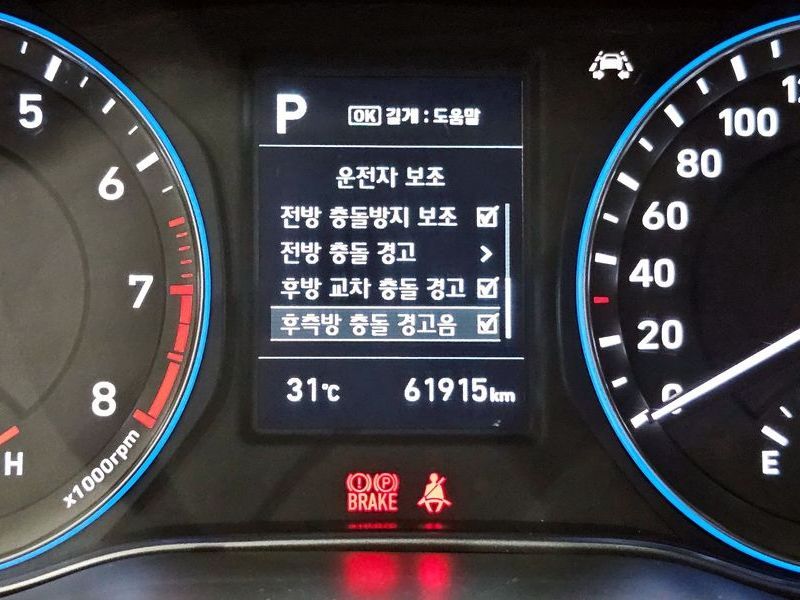 P OK 길게 : 도움말
운전자 보조
전방 충돌방지 보조
전방 충돌 경고
후방 교차 충돌 경고
후측방 충돌 경고음
31℃ 61915km
5
6
7
8
x1000rpm
H
BRAKE
100
80
60
40
20
0
E